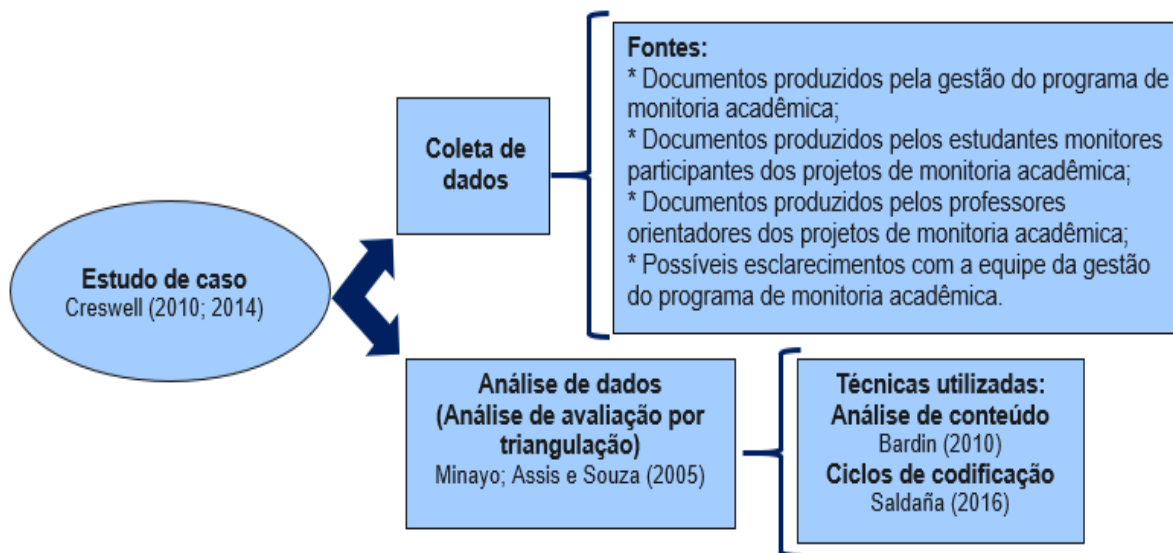 Estudo de caso
Creswell (2010; 2014)
Coleta de
dados
Fontes:
* Documentos produzidos pela gestão do programa de
monitoria acadêmica;
* Documentos produzidos pelos estudantes monitores
participantes dos projetos de monitoria acadêmica;
* Documentos produzidos pelos professores
orientadores dos projetos de monitoria acadêmica;
* Possíveis esclarecimentos com a equipe da gestão
do programa de monitoria acadêmica.
Análise de dados
(Análise de avaliação por
triangulação)
Minayo; Assis e Souza (2005)
Técnicas utilizadas:
Análise de conteúdo
Bardin (2010)
Ciclos de codificação
Saldaña (2016)